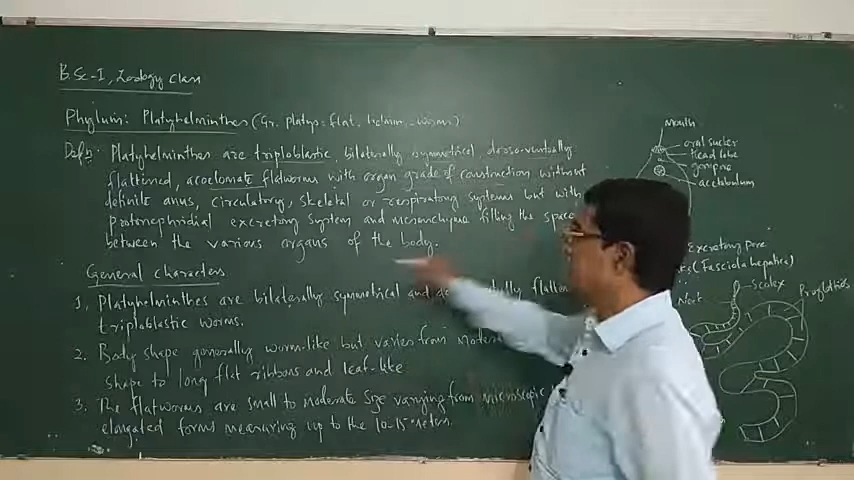 B.Sc-I, Zoology Class
Phylum: Platyhelminthes (Gr. Platys: flat, helmin - worms)
Defn: Platyhelminthes are triploblastic, bilaterally symmetrical, dorso-ventrally
flattened, acoelomate flatworms with organ grade of construction without
definite anus, circulatory, skeletal or respiratory systems but with
Protonephridial excretory system and mesenchyma filling the space
between the various organs of the body.
General characters
1. Platyhelminthes are bilaterally symmetrical and flatten
triploblastic worms.
2. Body shape generally worm-like but varies from Moderate
shape to long flat ribbons and leaf-like
3. The flatworms are small to moderate size varying from microscopic
elongated forms measuring up to the 10-15 meters.
Mouth
oral sucker
Head lobe
gonopore
acetabulum
Excretory pore
(Fasciola hepatica)
Neck
Scolex
Proglottids